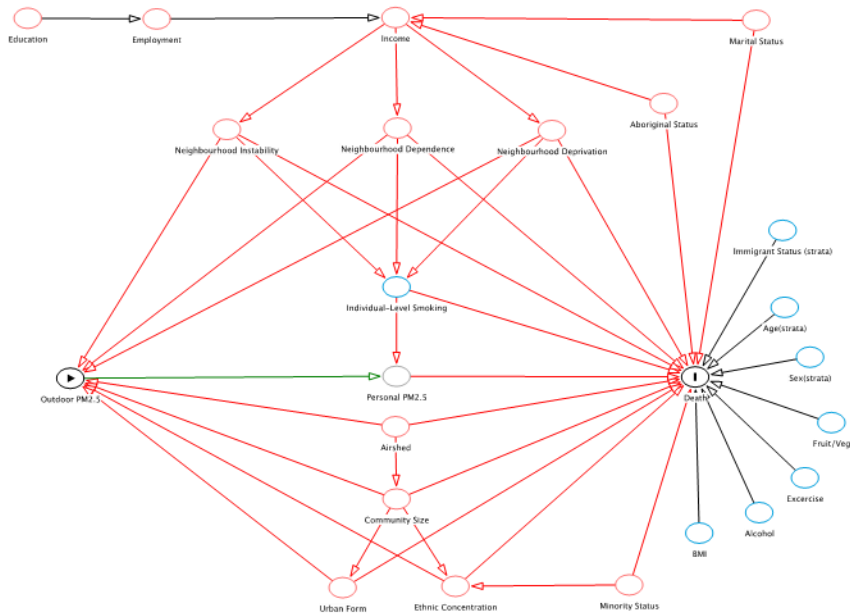 Education
Employment
Income
Marital Status
Aboriginal Status
Neighbourhood Instability
Neighbourhood Dependence
Neighbourhood Deprivation
Immigrant Status (strata)
Individual-Level Smoking
Age(strata)
Sex(strata)
Outdoor PM2.5
Personal PM2.5
Death
Fruit/Veg
Airshed
Excercise
Community Size
Alcohol
BMI
Urban Form
Ethnic Concentration
Minority Status